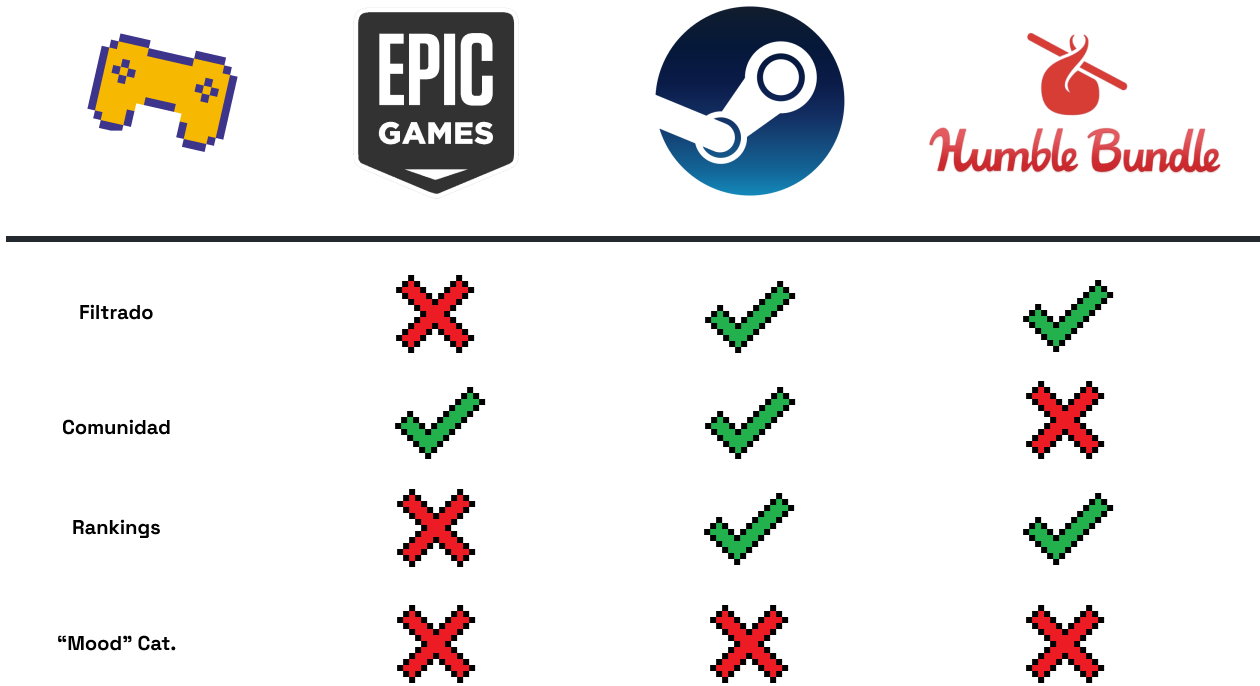 EPIC
GAMES
Humble Bundle
Filtrado
Comunidad
Rankings
“Mood” Cat.